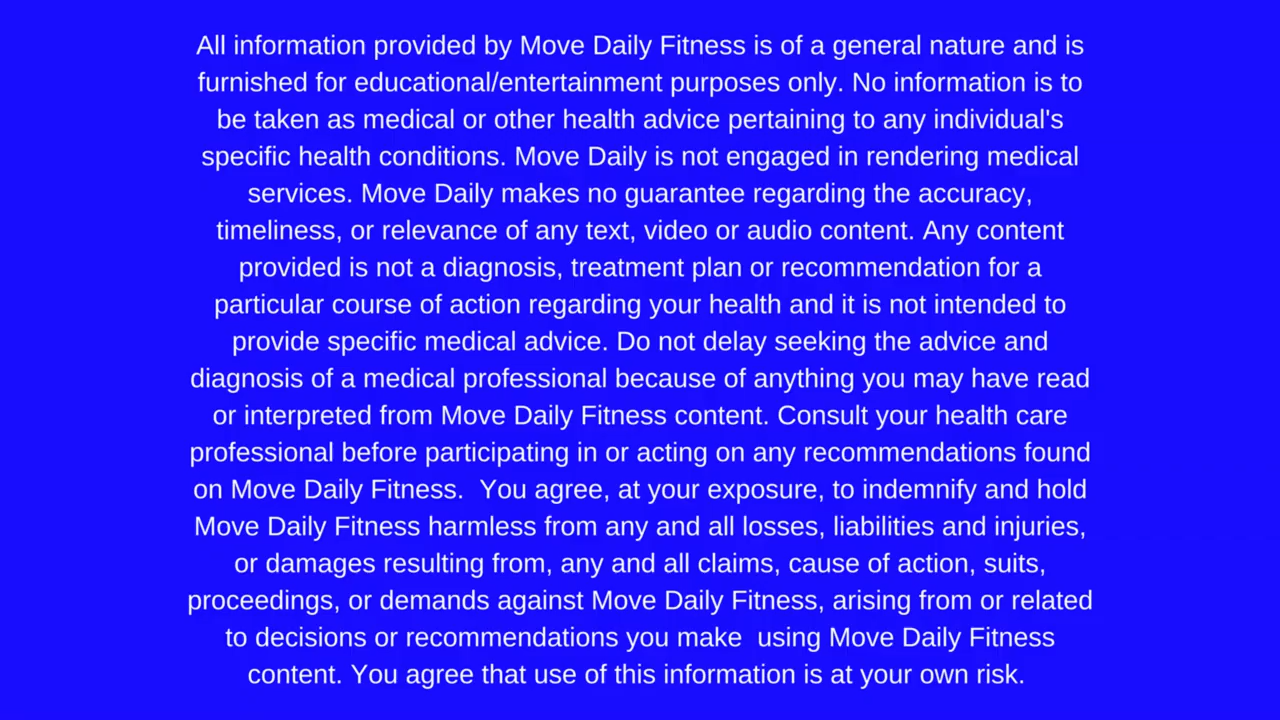 All information provided by Move Daily Fitness is of a general nature and is
furnished for educational/entertainment purposes only. No information is to
be taken as medical or other health advice pertaining to any individual's
specific health conditions. Move Daily is not engaged in rendering medical
services. Move Daily makes no guarantee regarding the accuracy,
timeliness, or relevance of any text, video or audio content. Any content
provided is not a diagnosis, treatment plan or recommendation for a
particular course of action regarding your health and it is not intended to
provide specific medical advice. Do not delay seeking the advice and
diagnosis of a medical professional because of anything you may have read
or interpreted from Move Daily Fitness content. Consult your health care
professional before participating in or acting on any recommendations found
on Move Daily Fitness.  You agree, at your exposure, to indemnify and hold
Move Daily Fitness harmless from any and all losses, liabilities and injuries,
or damages resulting from, any and all claims, cause of action, suits,
proceedings, or demands against Move Daily Fitness, arising from or related
to decisions or recommendations you make  using Move Daily Fitness
content. You agree that use of this information is at your own risk.